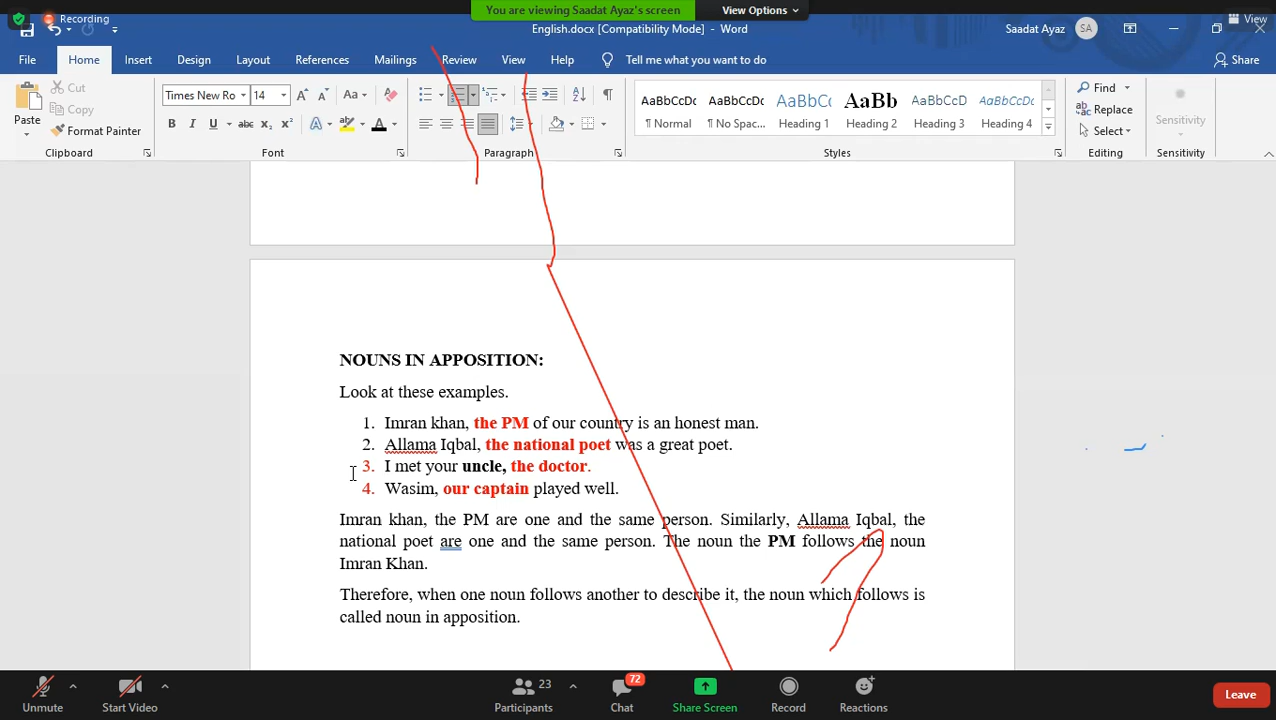 Recording
You are viewing Saadat Ayaz's screen
View Options
View
English.docx [Compatibility Mode] - Word
Saadat Ayaz
SA
File Home Insert Design Layout References Mailings Review View Help Tell me what you want to do Share
Paste
Cut
Copy
Format Painter
Clipboard
Times New Ro 14
Font
Paragraph
AaBbCcDc AaBbCcDc AaBbCc AaBb AaBbCcD AaBbCcD
¶ Normal ¶ No Spac... Heading 1 Heading 2 Heading 3 Heading 4
Styles
Find
Replace
Select
Editing
Sensitivity
Sensitivity
NOUNS IN APPOSITION:
Look at these examples.
1. Imran khan, the PM of our country is an honest man.
2. Allama Iqbal, the national poet was a great poet.
3. I met your uncle, the doctor.
4. Wasim, our captain played well.
Imran khan, the PM are one and the same person. Similarly, Allama Iqbal, the
national poet are one and the same person. The noun the PM follows the noun
Imran Khan.
Therefore, when one noun follows another to describe it, the noun which follows is
called noun in apposition.
Unmute
Start Video
23
Participants
72
Chat
Share Screen
Record
Reactions
Leave